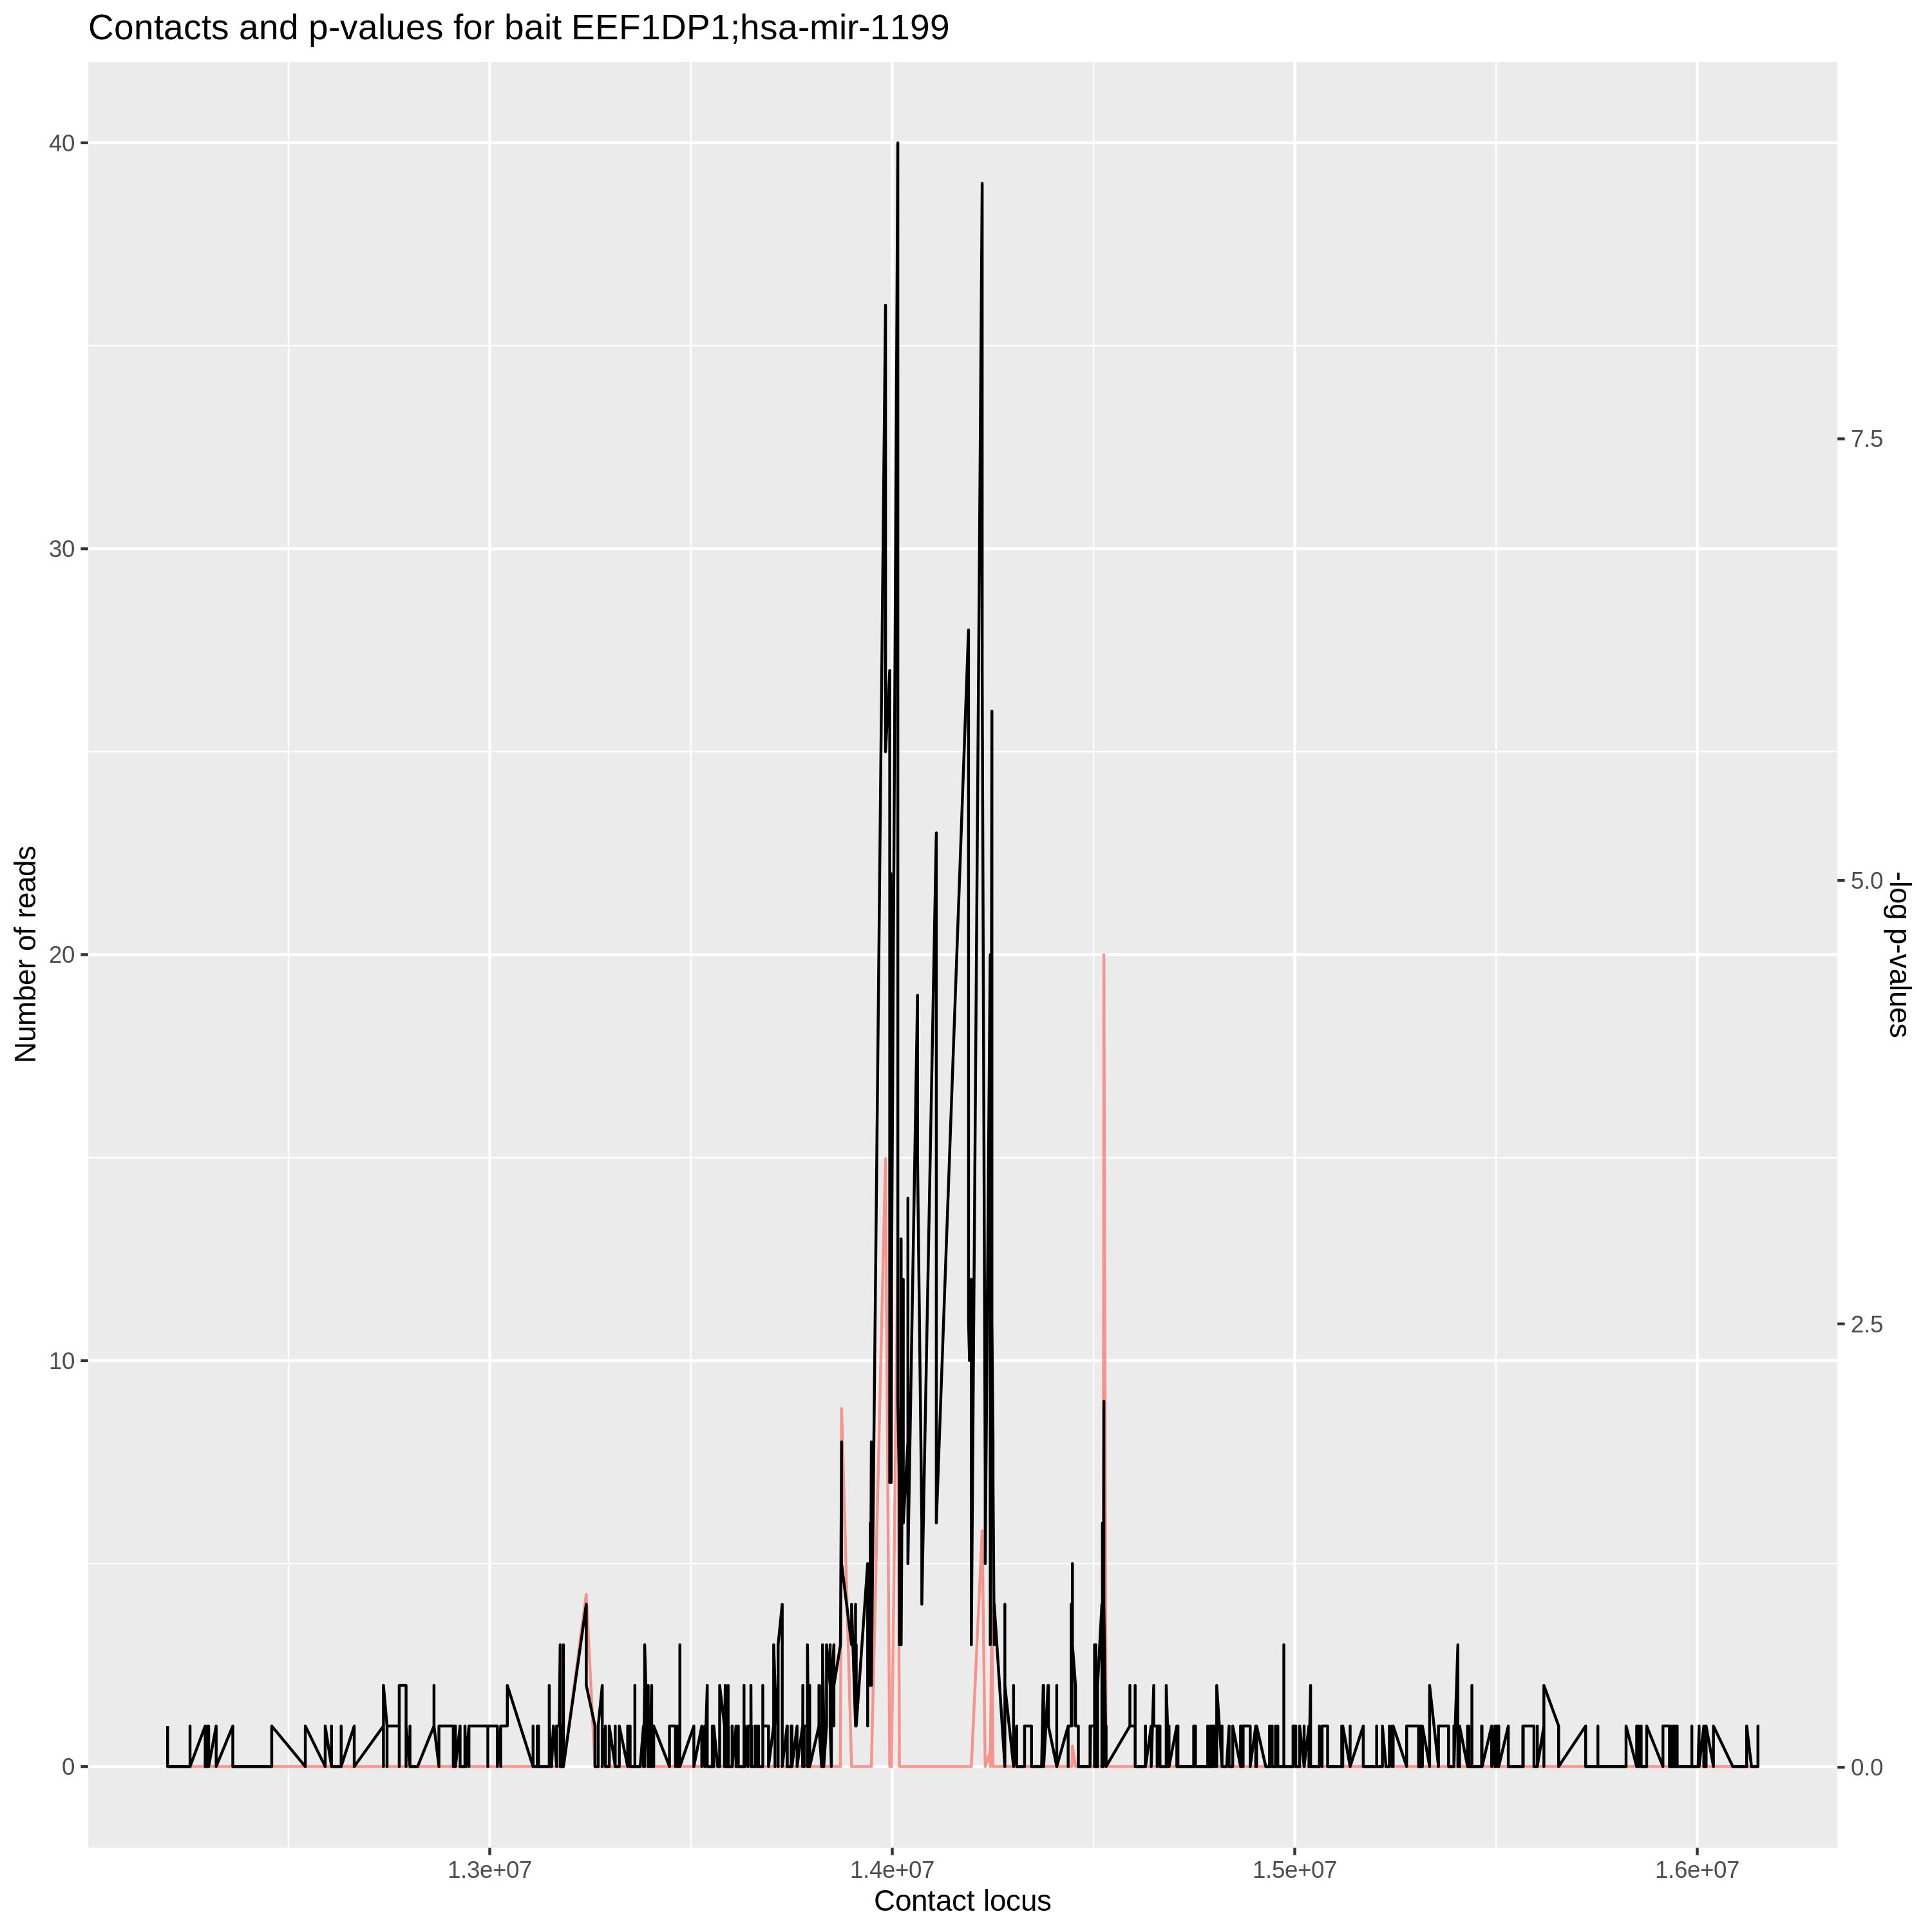 Contacts and p-values for bait EEF1DP1;hsa-mir-1199
40
30
20
10
0
Number of reads
7.5
5.0
2.5
0.0
-log p-values
1.3e+07
1.4e+07
1.5e+07
1.6e+07
Contact locus